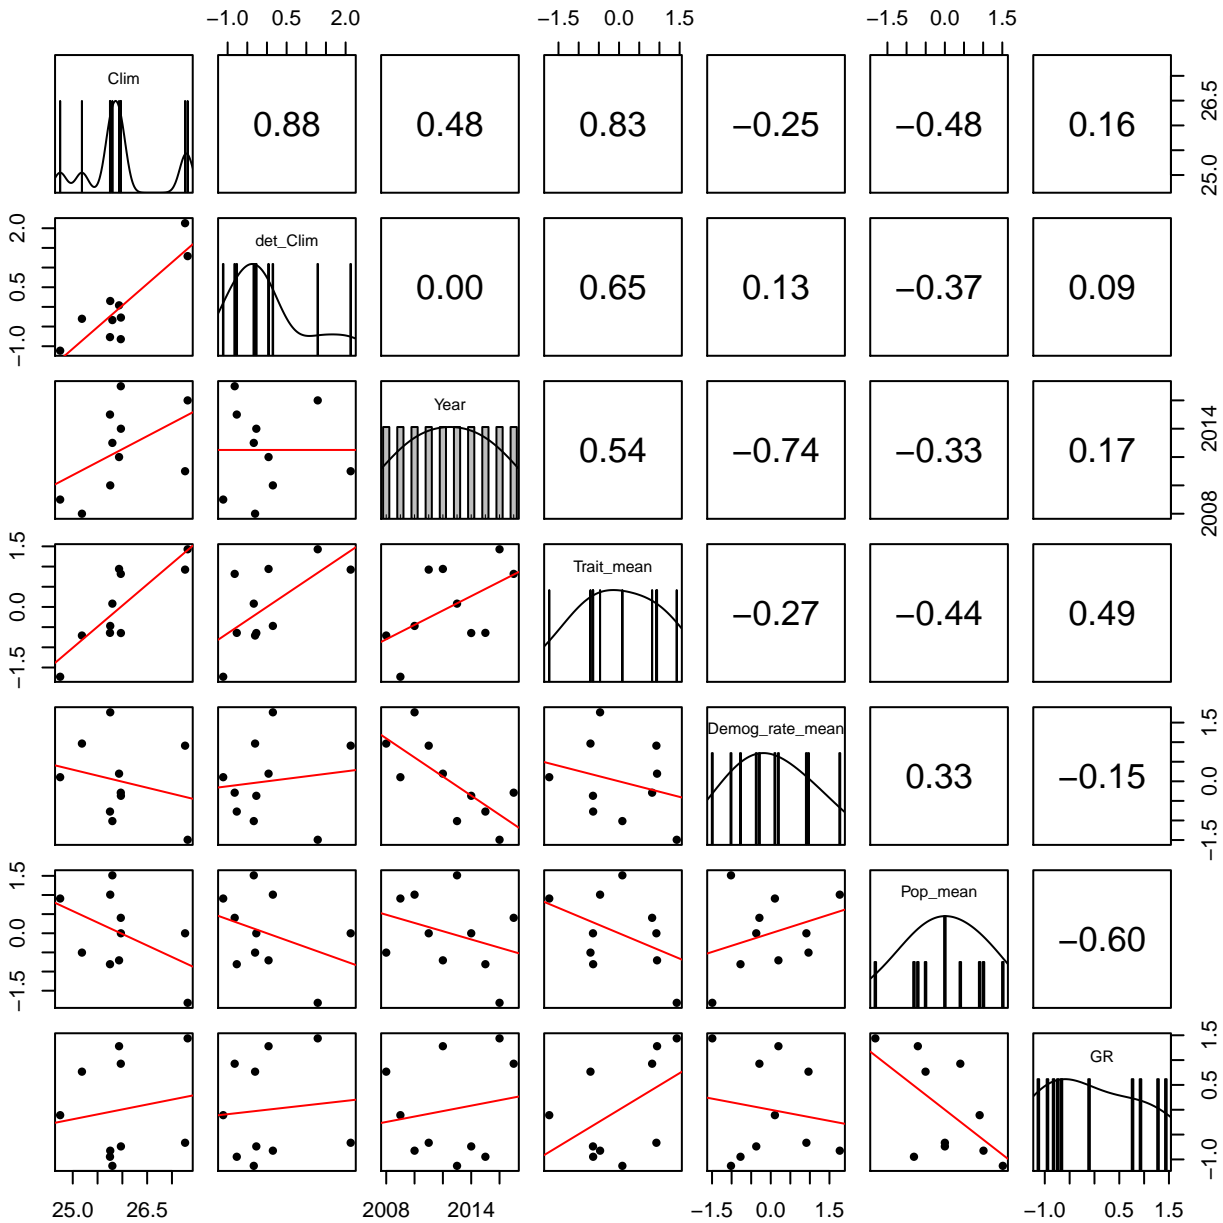 −1.0 0.5 2.0 −1.5 0.0 1.5 −1.5 0.0 1.5
Clim 0.88 0.48 0.83 −0.25 −0.48 0.16 25.0 26.5
−1.0 0.5 2.0 det_Clim 0.00 0.65 0.13 −0.37 0.09
Year 0.54 −0.74 −0.33 0.17 2008 2014
−1.5 0.0 1.5 Trait_mean −0.27 −0.44 0.49
Demog_rate_mean 0.33 −0.15 −1.5 0.0 1.5
−1.5 0.0 1.5 Pop_mean −0.60
GR −1.0 0.5 1.5
25.0 26.5 2008 2014 −1.5 0.0 1.5 −1.0 0.5 1.5